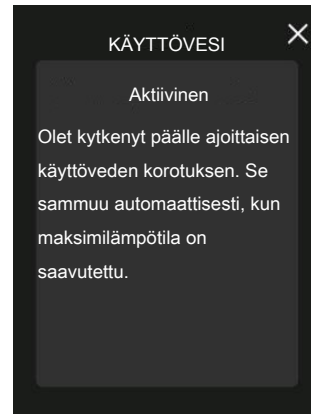 KÄYTTÖVESI
Aktiivinen
Olet kytkenyt päälle ajoittaisen
käyttöveden korotuksen. Se
sammuu automaattisesti, kun
maksimilämpötila on
saavutettu.